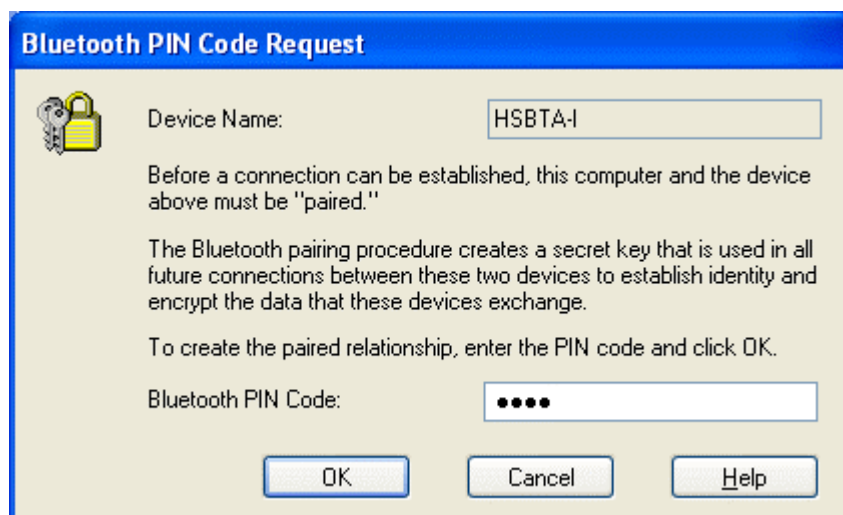 Bluetooth PIN Code Request
Device Name: HSBTA-I
Before a connection can be established, this computer and the device
above must be "paired."
The Bluetooth pairing procedure creates a secret key that is used in all
future connections between these two devices to establish identity and
encrypt the data that these devices exchange.
To create the paired relationship, enter the PIN code and click OK.
Bluetooth PIN Code: ••••
OK Cancel Help